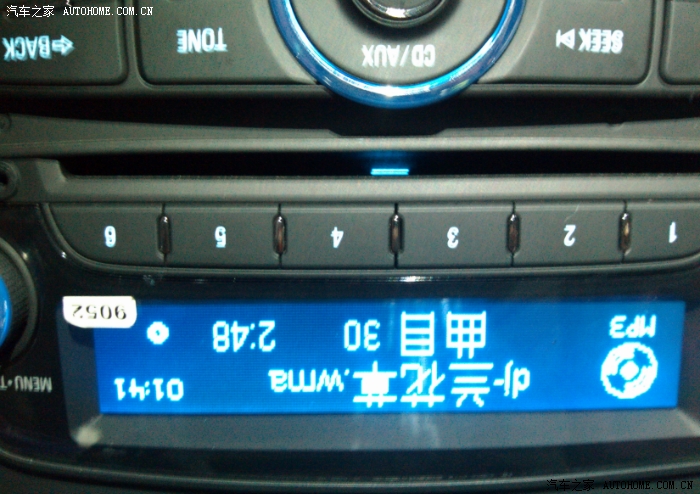 汽车之家 AUTOHOME.COM.CN
MP3
dj-兰花草.wma 01:41
曲目 30 2:48
9052
MENU
1 2 3 4 5 6
SEEK CD/AUX TONE BACK
汽车之家 AUTOHOME.COM.CN